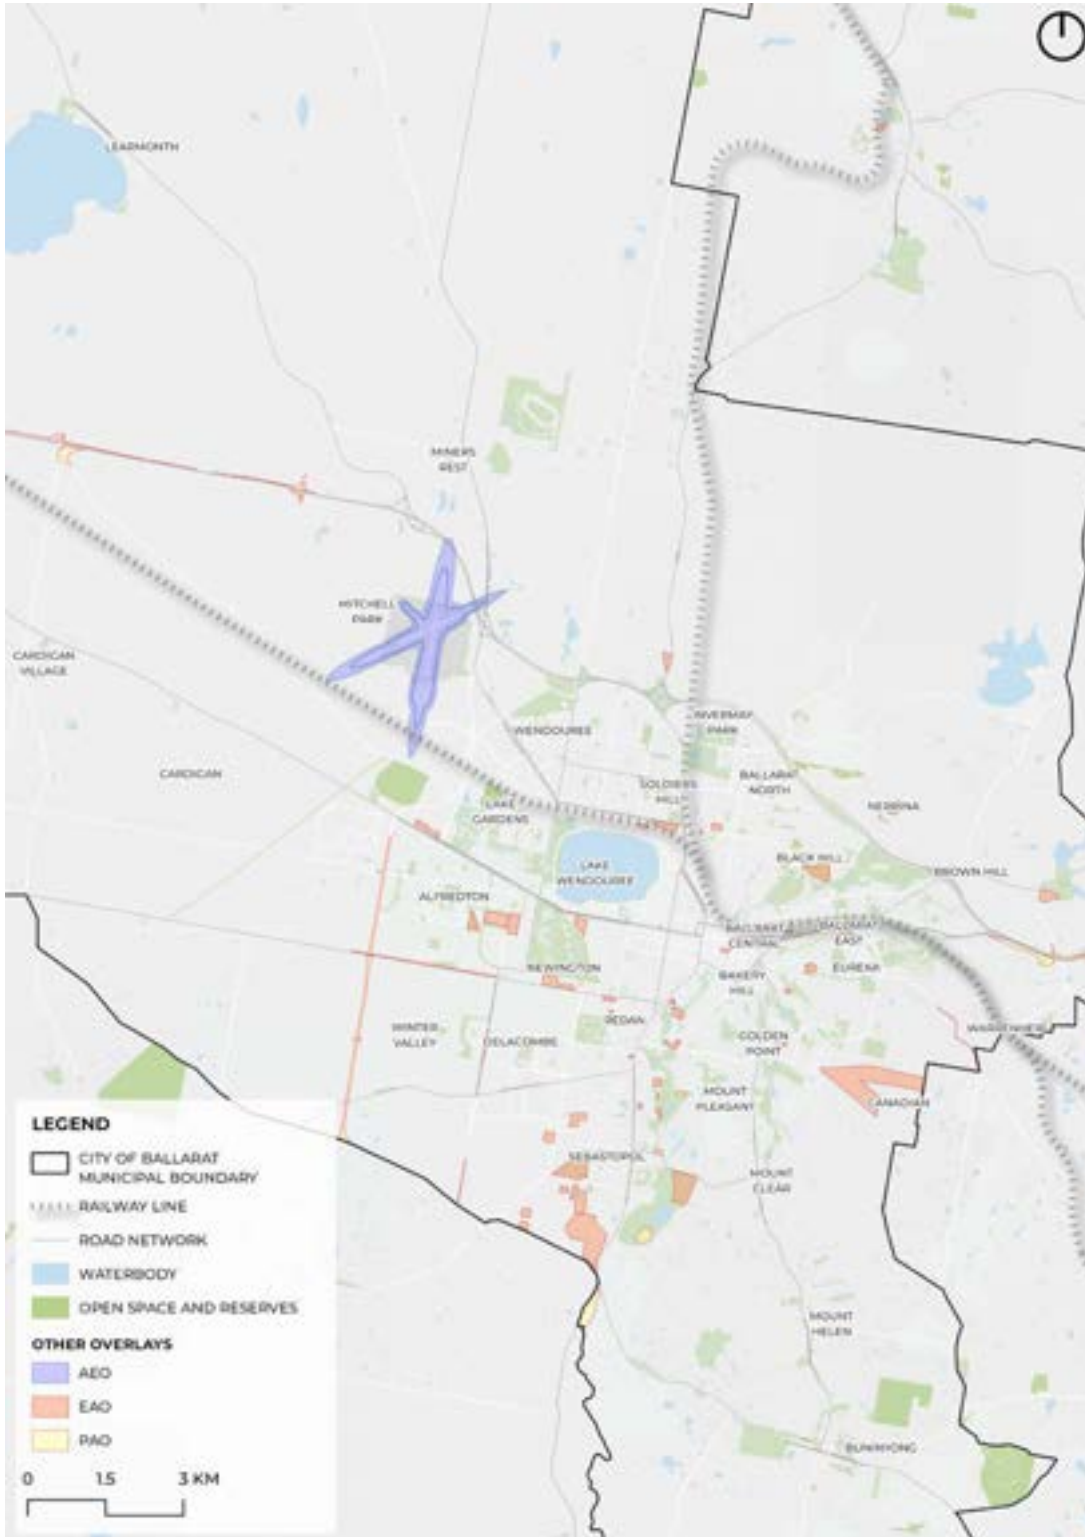 LEARMONTH
MINERS
REST
MITCHELL
PARK
CARDIGAN
VILLAGE
CARDIGAN
WENDOUREE
INVERMAY
PARK
SOLDIERS
HILL
BALLARAT
NORTH
NERRINA
LAKE
GARDENS
LAKE
WENDOUREE
BLACK HILL
BROWN HILL
ALFREDTON
BALLARAT
CENTRAL
BALLARAT
EAST
NEWINGTON
BAKERY
HILL
EUREKA
REDAN
WINTER
VALLEY
DELACOMBE
GOLDEN
POINT
WARRENHEIP
MOUNT
PLEASANT
CANADIAN
SEBASTOPOL
MOUNT
CLEAR
MOUNT
HELEN
BUNINYONG
LEGEND
CITY OF BALLARAT
MUNICIPAL BOUNDARY
RAILWAY LINE
ROAD NETWORK
WATERBODY
OPEN SPACE AND RESERVES
OTHER OVERLAYS
AEO
EAO
PAO
0 1.5 3 KM